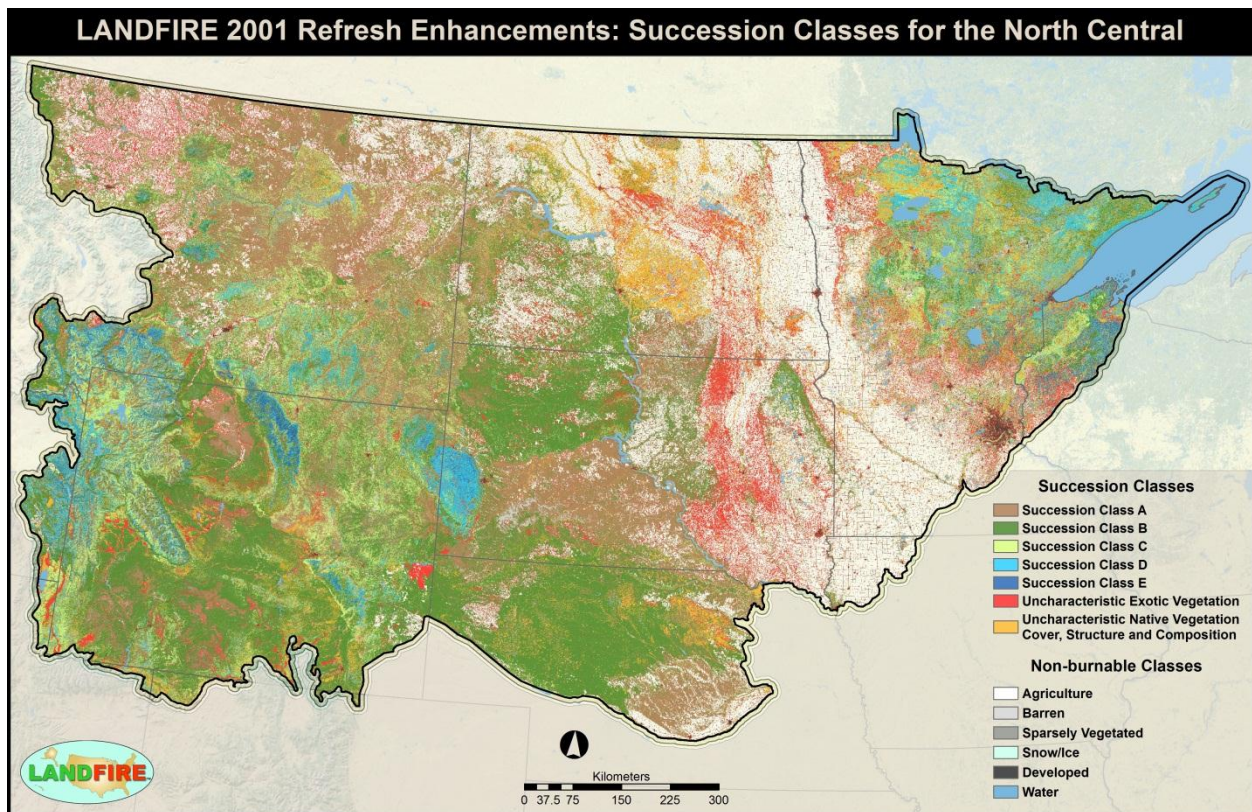 LANDFIRE 2001 Refresh Enhancements: Succession Classes for the North Central
Succession Classes
Succession Class A
Succession Class B
Succession Class C
Succession Class D
Succession Class E
Uncharacteristic Exotic Vegetation
Uncharacteristic Native Vegetation
Cover, Structure and Composition
Non-burnable Classes
Agriculture
Barren
Sparsely Vegetated
Snow/Ice
Developed
Water
Kilometers
0 37.5 75 150 225 300
LANDFIRE